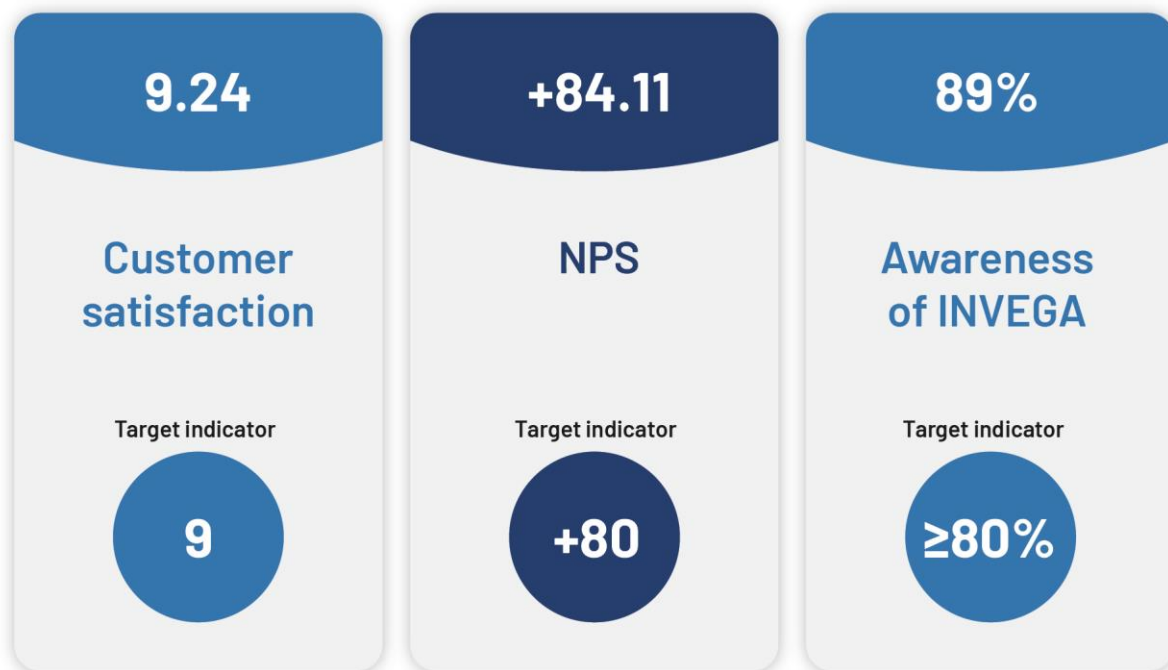 9.24
Customer
satisfaction
Target indicator
9
+84.11
NPS
Target indicator
+80
89%
Awareness
of INVEGA
Target indicator
≥80%